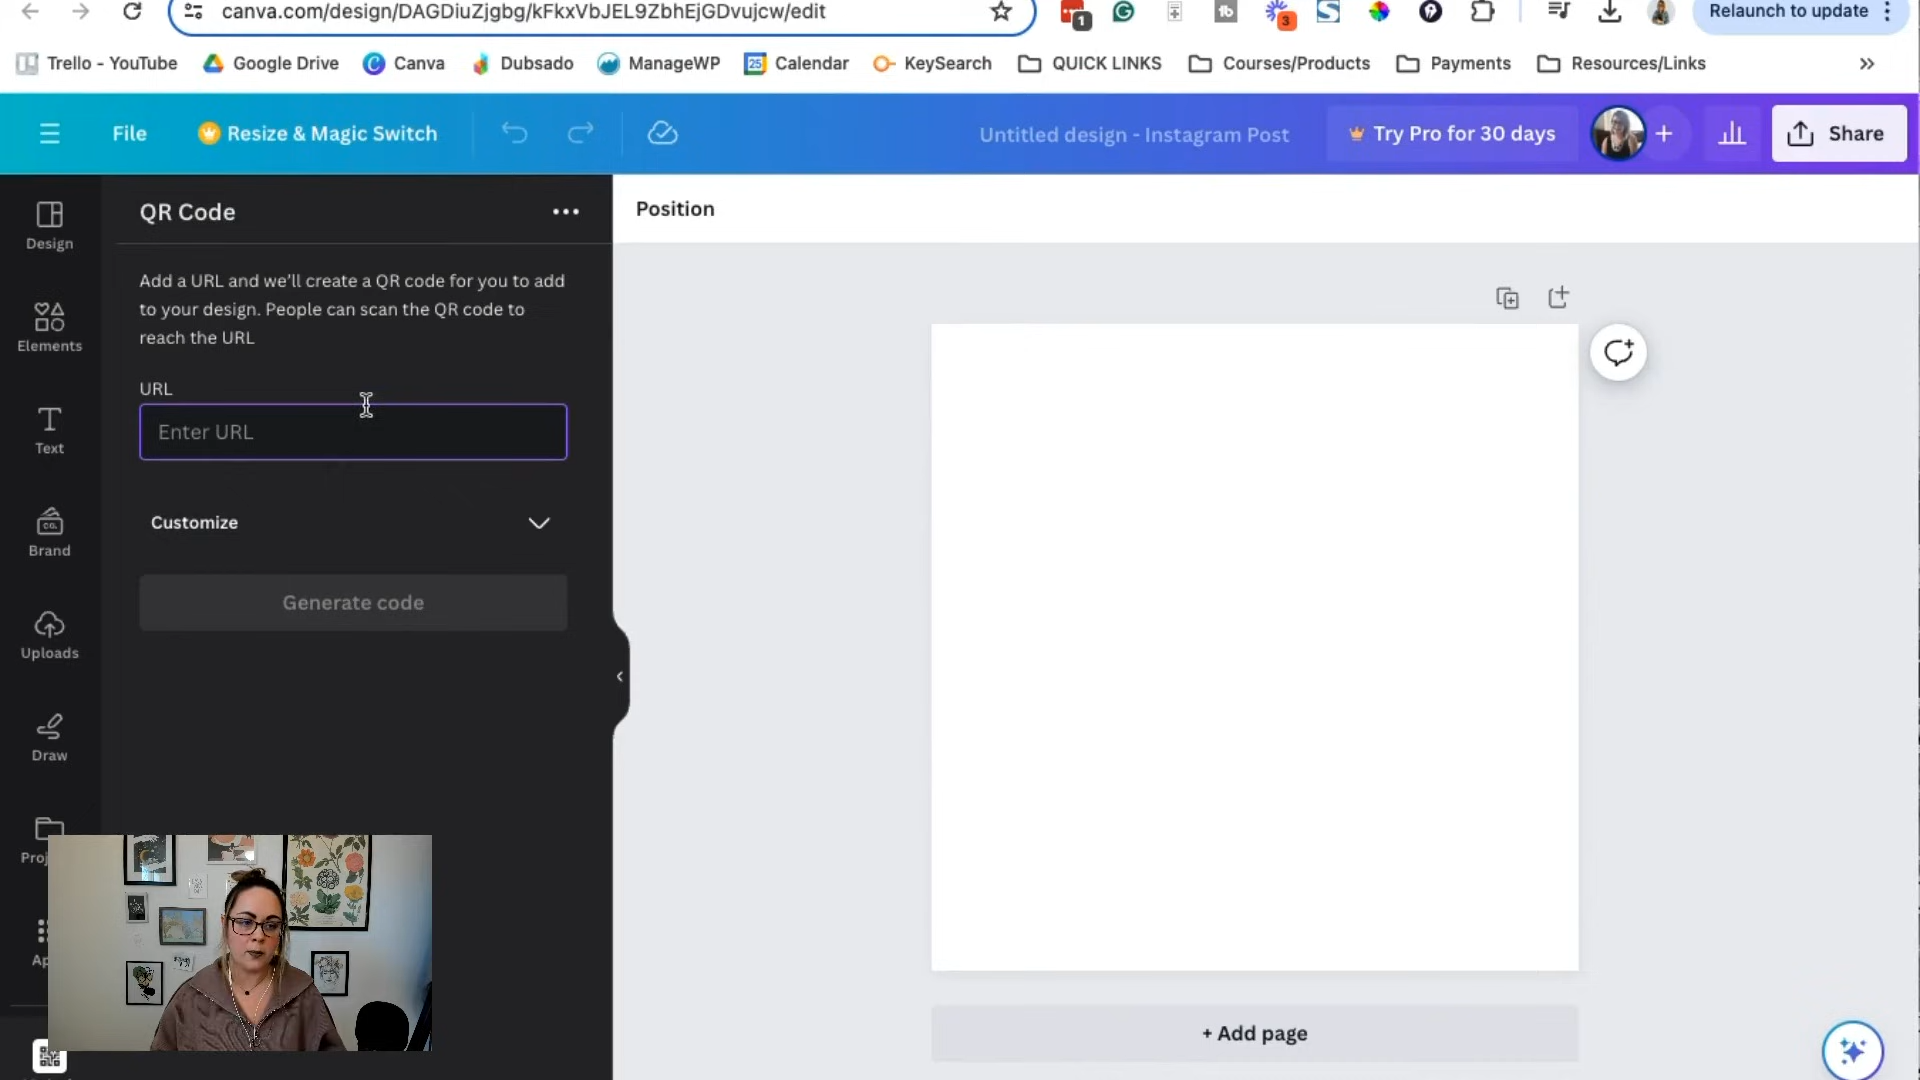 canva.com/design/DAGDiuZjgbg/kFkxVbJEL9ZbhEjGDvujcw/edit
1
3
Relaunch to update
Trello - YouTube
Google Drive
Canva
Dubsado
ManageWP
25
Calendar
KeySearch
QUICK LINKS
Courses/Products
Payments
Resources/Links
File
Resize & Magic Switch
Untitled design - Instagram Post
Try Pro for 30 days
Share
Design
Elements
Text
CO.
Brand
Uploads
Draw
QR Code
Add a URL and we'll create a QR code for you to add
to your design. People can scan the QR code to
reach the URL
URL
Enter URL
Customize
Generate code
Position
+ Add page